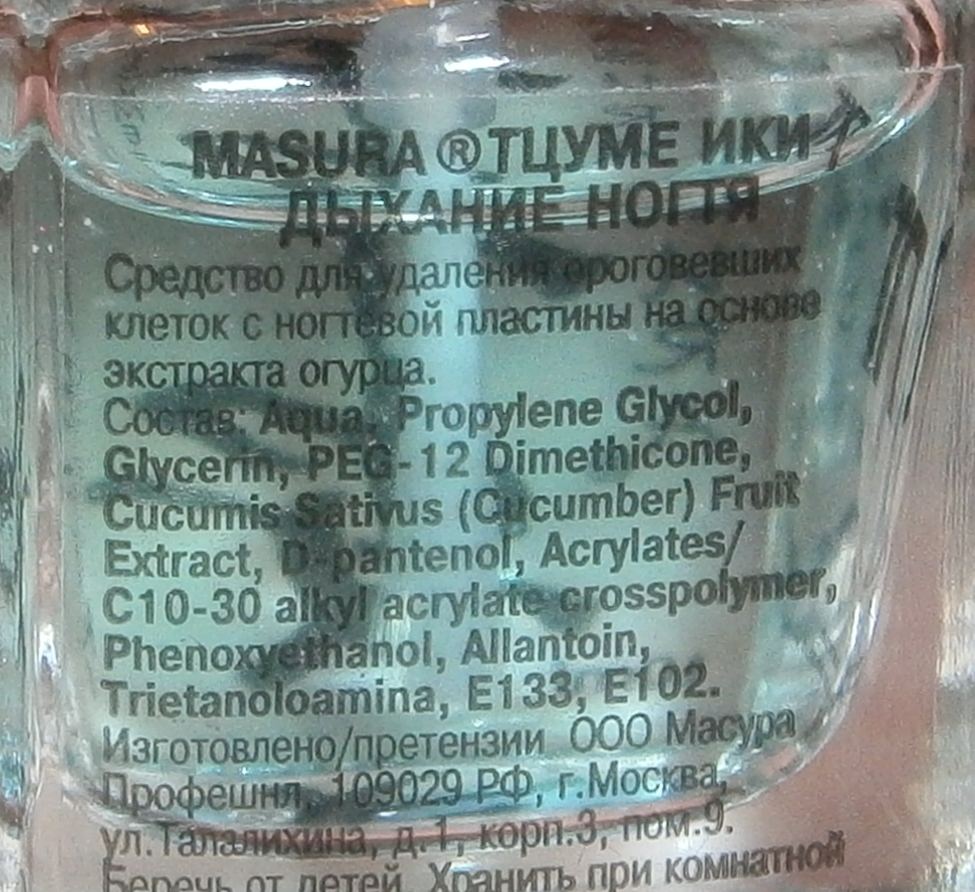 MASURA ® ТЦУМЕ ИКИ
ДЫХАНИЕ НОГТЯ
Средство для удаления ороговевших
клеток с ногтевой пластины на основе
экстракта огурца.
Состав: Aqua, Propylene Glycol,
Glycerin, PEG-12 Dimethicone,
Cucumis Sativus (Cucumber) Fruit
Extract, D-pantenol, Acrylates/
C10-30 alkyl acrylate crosspolymer,
Phenoxyethanol, Allantoin,
Trietanoloamina, E133, E102.
Изготовлено/претензии ООО Масура
Профешнл, 109029 РФ, г.Москва,
ул.Талалихина, д.1, корп.3, пом.9.
Беречь от детей. Хранить при комнатной